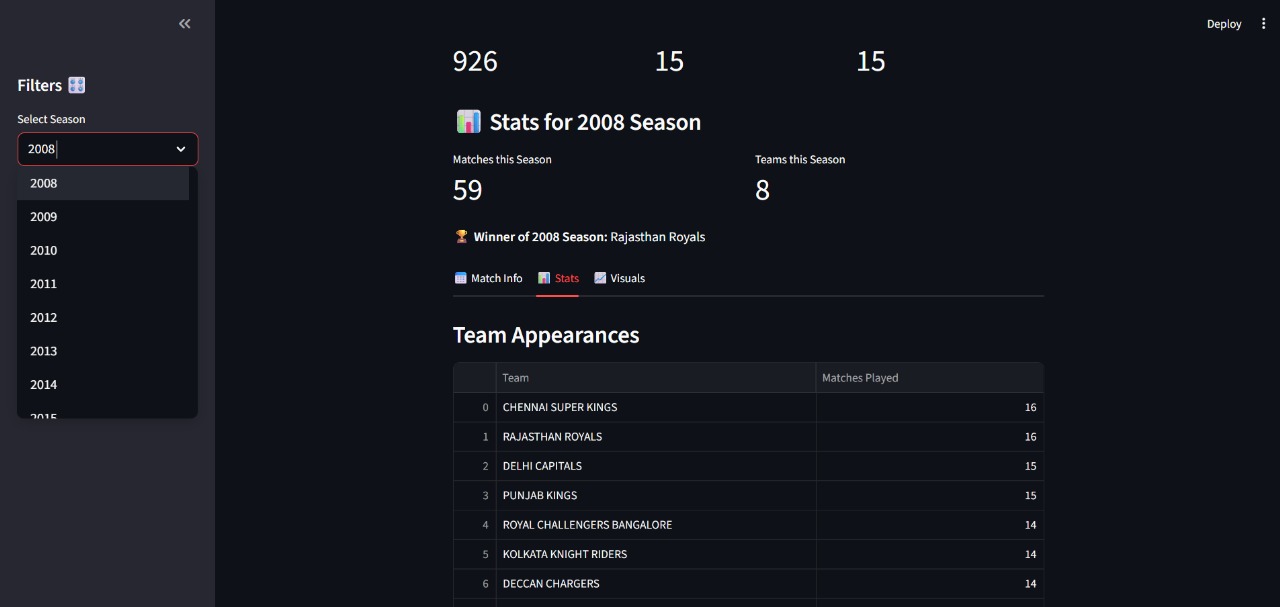 Deploy
Filters
Select Season
2008
2008
2009
2010
2011
2012
2013
2014
2015
926 15 15
Stats for 2008 Season
Matches this Season Teams this Season
59 8
Winner of 2008 Season: Rajasthan Royals
Match Info Stats Visuals
Team Appearances
Team Matches Played
0 CHENNAI SUPER KINGS 16
1 RAJASTHAN ROYALS 16
2 DELHI CAPITALS 15
3 PUNJAB KINGS 15
4 ROYAL CHALLENGERS BANGALORE 14
5 KOLKATA KNIGHT RIDERS 14
6 DECCAN CHARGERS 14